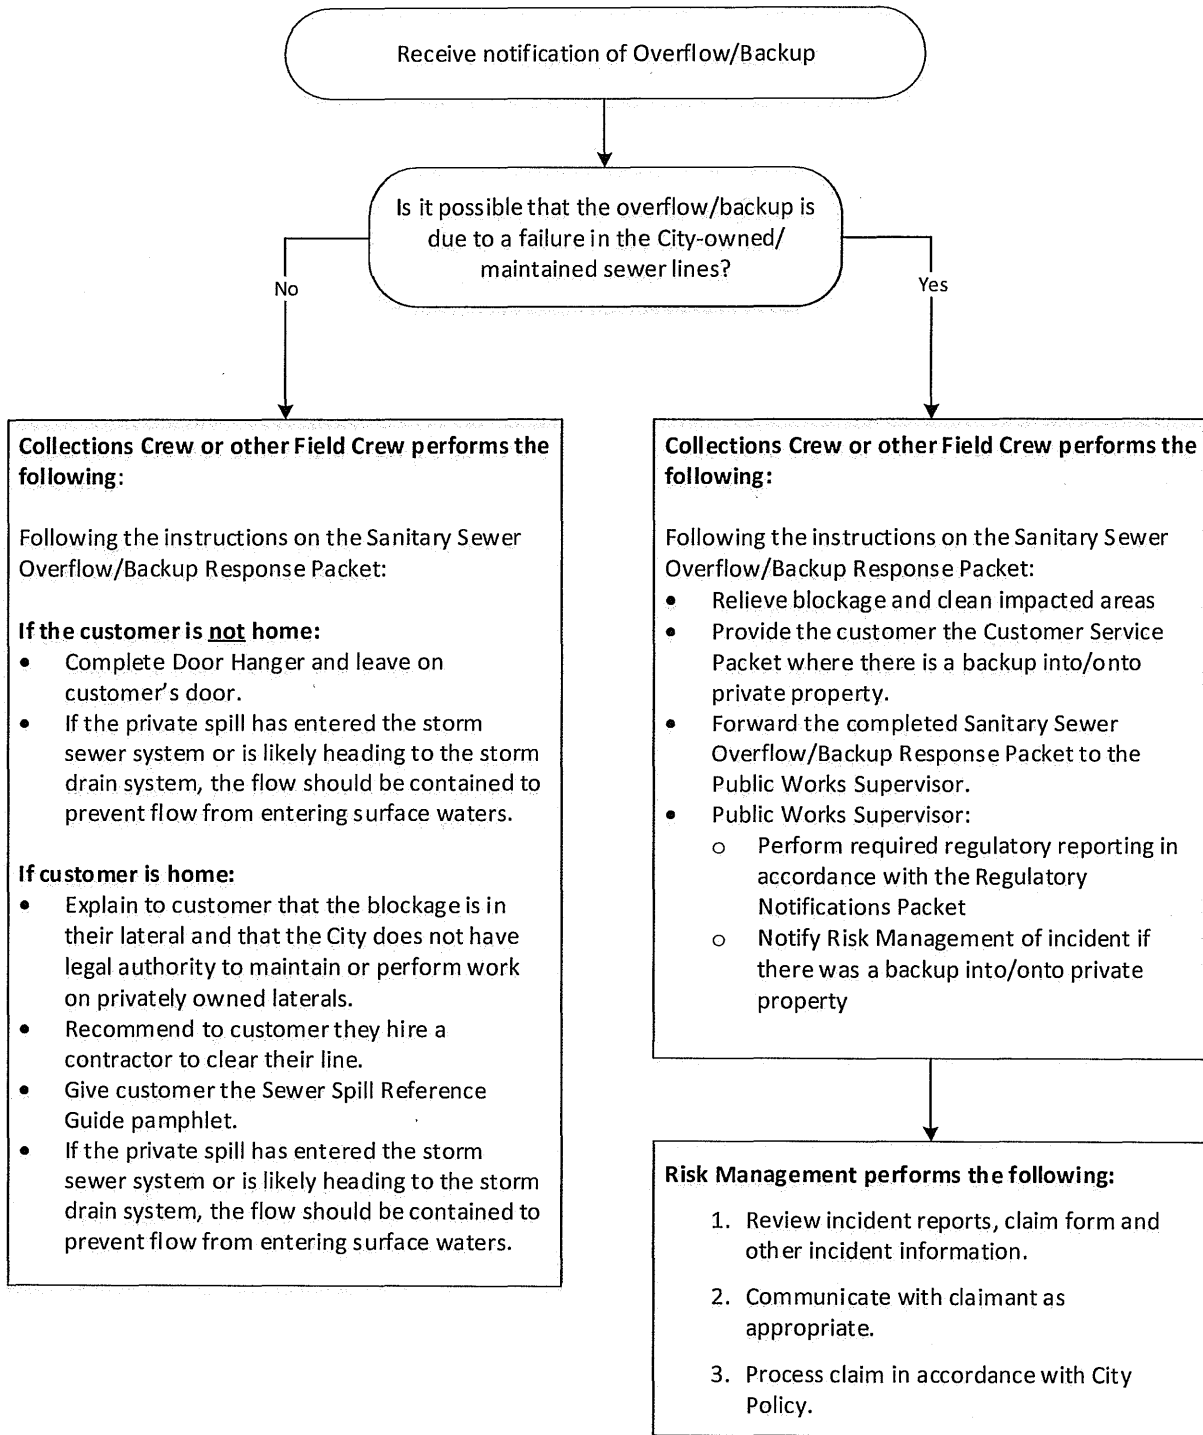 Receive notification of Overflow/Backup
Is it possible that the overflow/backup is
due to a failure in the City-owned/
maintained sewer lines?
No
Yes
Collections Crew or other Field Crew performs the
following:
Following the instructions on the Sanitary Sewer
Overflow/Backup Response Packet:
If the customer is not home:
• Complete Door Hanger and leave on
customer's door.
• If the private spill has entered the storm
sewer system or is likely heading to the storm
drain system, the flow should be contained to
prevent flow from entering surface waters.
If customer is home:
• Explain to customer that the blockage is in
their lateral and that the City does not have
legal authority to maintain or perform work
on privately owned laterals.
• Recommend to customer they hire a
contractor to clear their line.
• Give customer the Sewer Spill Reference
Guide pamphlet.
• If the private spill has entered the storm
sewer system or is likely heading to the storm
drain system, the flow should be contained to
prevent flow from entering surface waters.
Collections Crew or other Field Crew performs the
following:
Following the instructions on the Sanitary Sewer
Overflow/Backup Response Packet:
• Relieve blockage and clean impacted areas
• Provide the customer the Customer Service
Packet where there is a backup into/onto
private property.
• Forward the completed Sanitary Sewer
Overflow/Backup Response Packet to the
Public Works Supervisor.
• Public Works Supervisor:
o Perform required regulatory reporting in
accordance with the Regulatory
Notifications Packet
o Notify Risk Management of incident if
there was a backup into/onto private
property
Risk Management performs the following:
1. Review incident reports, claim form and
other incident information.
2. Communicate with claimant as
appropriate.
3. Process claim in accordance with City
Policy.